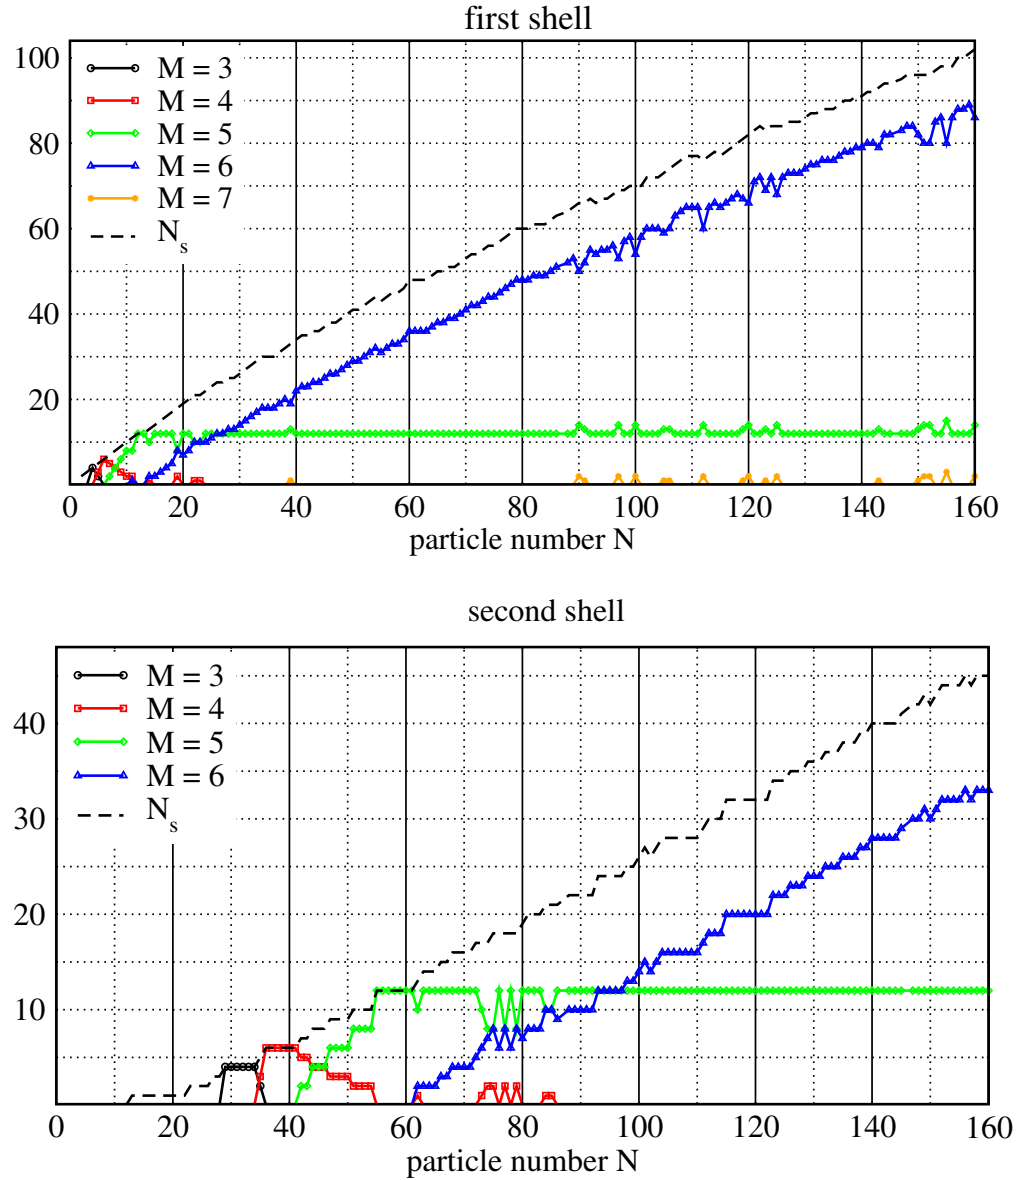 first shell
100
80
60
40
20
M = 3
M = 4
M = 5
M = 6
M = 7
Ns
0 20 40 60 80 100 120 140 160
particle number N
second shell
40
30
20
10
M = 3
M = 4
M = 5
M = 6
Ns
0 20 40 60 80 100 120 140 160
particle number N